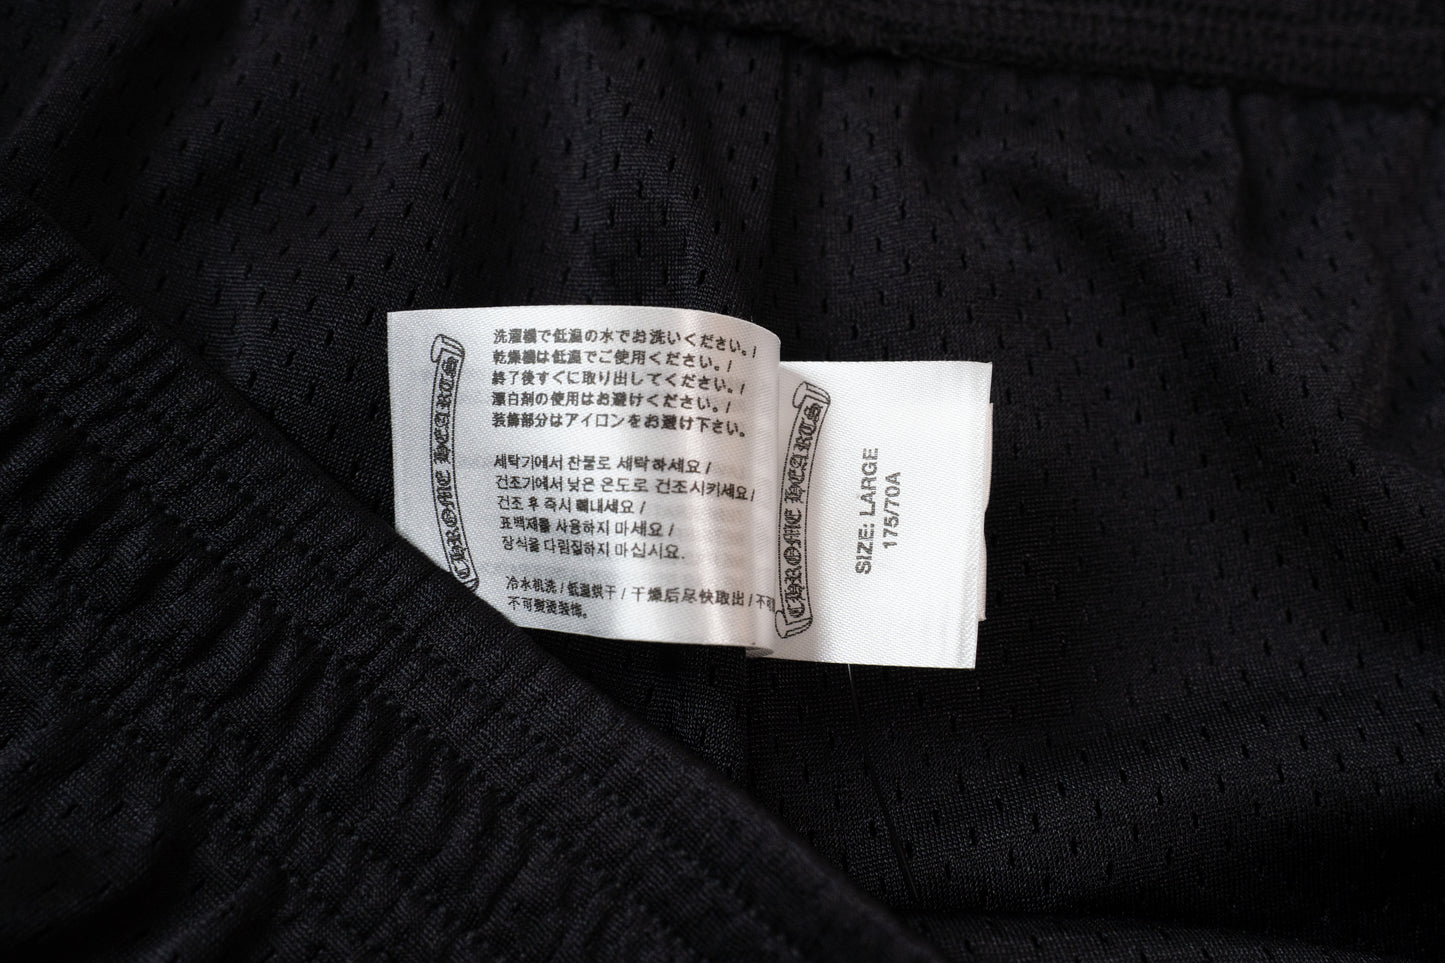 CHROME HEARTS
洗濯機で低温の水でお洗いください。/
乾燥機は低温でご使用ください。/
終了後すぐに取り出してください。/
漂白剤の使用はお避けください。/
装飾部分はアイロンをお避け下さい。
세탁기에서 찬물로 세탁하세요 /
건조기에서 낮은 온도로 건조시키세요 /
건조 후 즉시 빼내세요 /
표백제를 사용하지 마세요 /
장식을 다림질하지 마십시요.
冷水机洗 / 低温烘干 / 干燥后尽快取出 / 不可
不可熨烫装饰。
CHROME HEARTS
SIZE: LARGE
175/70A